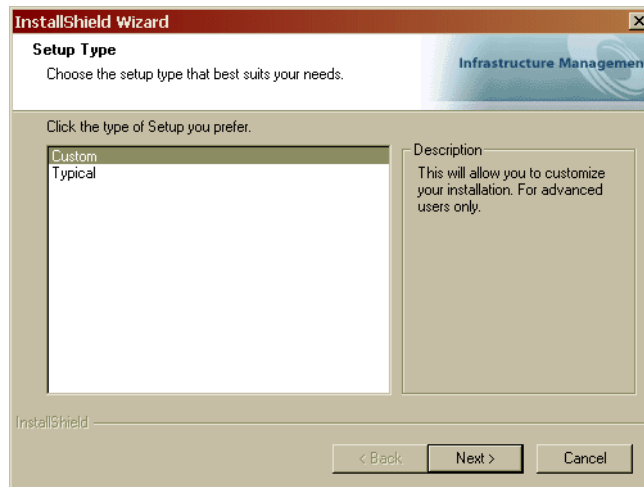 InstallShield Wizard
Setup Type
Choose the setup type that best suits your needs.
Infrastructure Managemen
Click the type of Setup you prefer.
Custom
Typical
Description
This will allow you to customize
your installation. For advanced
users only.
InstallShield
< Back
Next >
Cancel